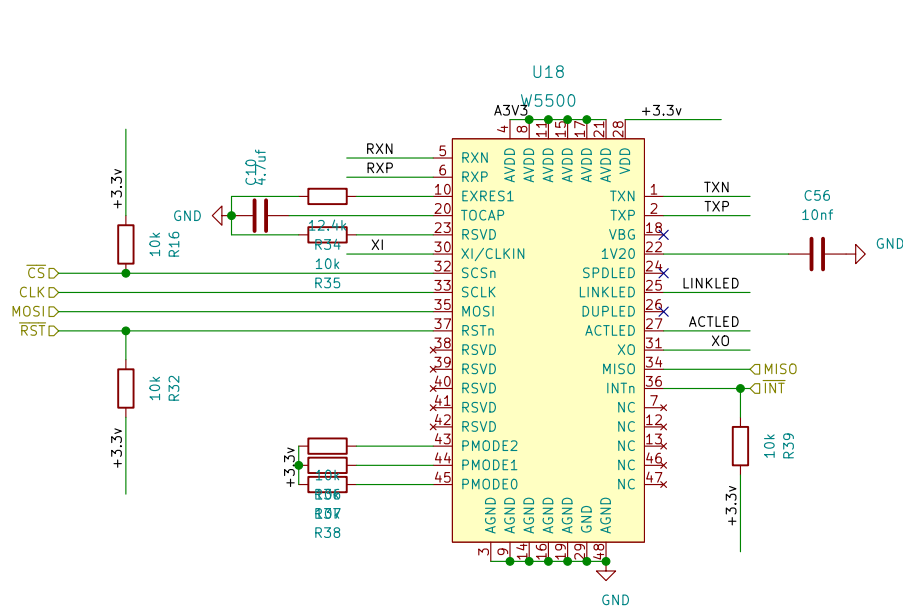 U18
W5500
A3V3
+3.3v
4
8
11
15
17
21
28
AVDD
AVDD
AVDD
AVDD
AVDD
AVDD
VDD
RXN
5
RXN
RXP
6
RXP
10
EXRES1
20
TOCAP
23
RSVD
XI
30
XI/CLKIN
32
SCSn
33
SCLK
35
MOSI
37
RSTn
38
RSVD
39
RSVD
40
RSVD
41
RSVD
42
RSVD
43
PMODE2
44
PMODE1
45
PMODE0
TXN
1
TXN
TXP
2
TXP
VBG
18
1V20
22
SPDLED
24
LINKLED
25
LINKLED
DUPLED
26
ACTLED
27
ACTLED
XO
31
XO
MISO
34
MISO
INTn
36
INT
NC
7
NC
12
NC
13
NC
46
NC
47
AGND
AGND
AGND
AGND
AGND
GND
AGND
3
9
14
16
19
29
48
GND
C10
4.7uf
GND
12.4k
R34
10k
R35
+3.3v
10k
R16
CS
CLK
MOSI
RST
10k
R32
+3.3v
+3.3v
10k
R36
R37
R38
C56
10nf
GND
10k
R39
+3.3v